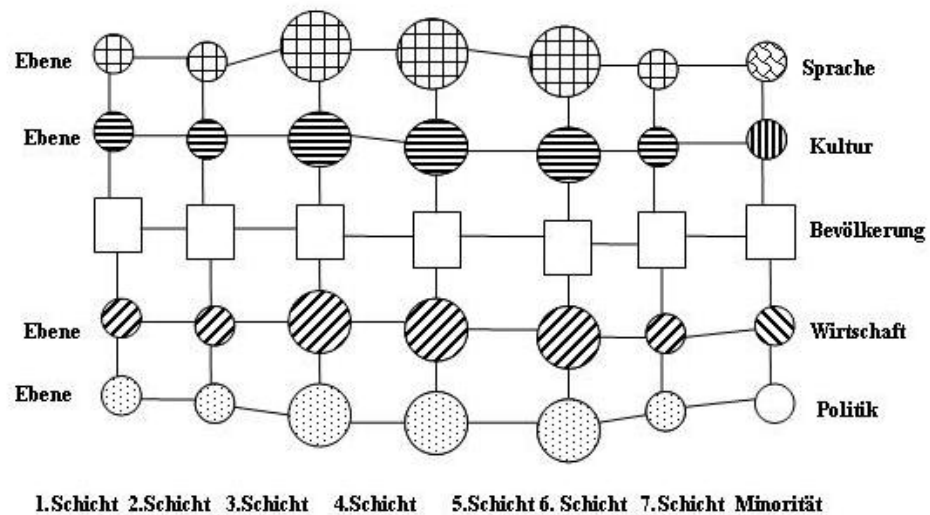 Ebene
Sprache
Ebene
Kultur
Bevölkerung
Ebene
Wirtschaft
Ebene
Politik
1.Schicht 2.Schicht 3.Schicht 4.Schicht 5.Schicht 6. Schicht 7.Schicht Minorität